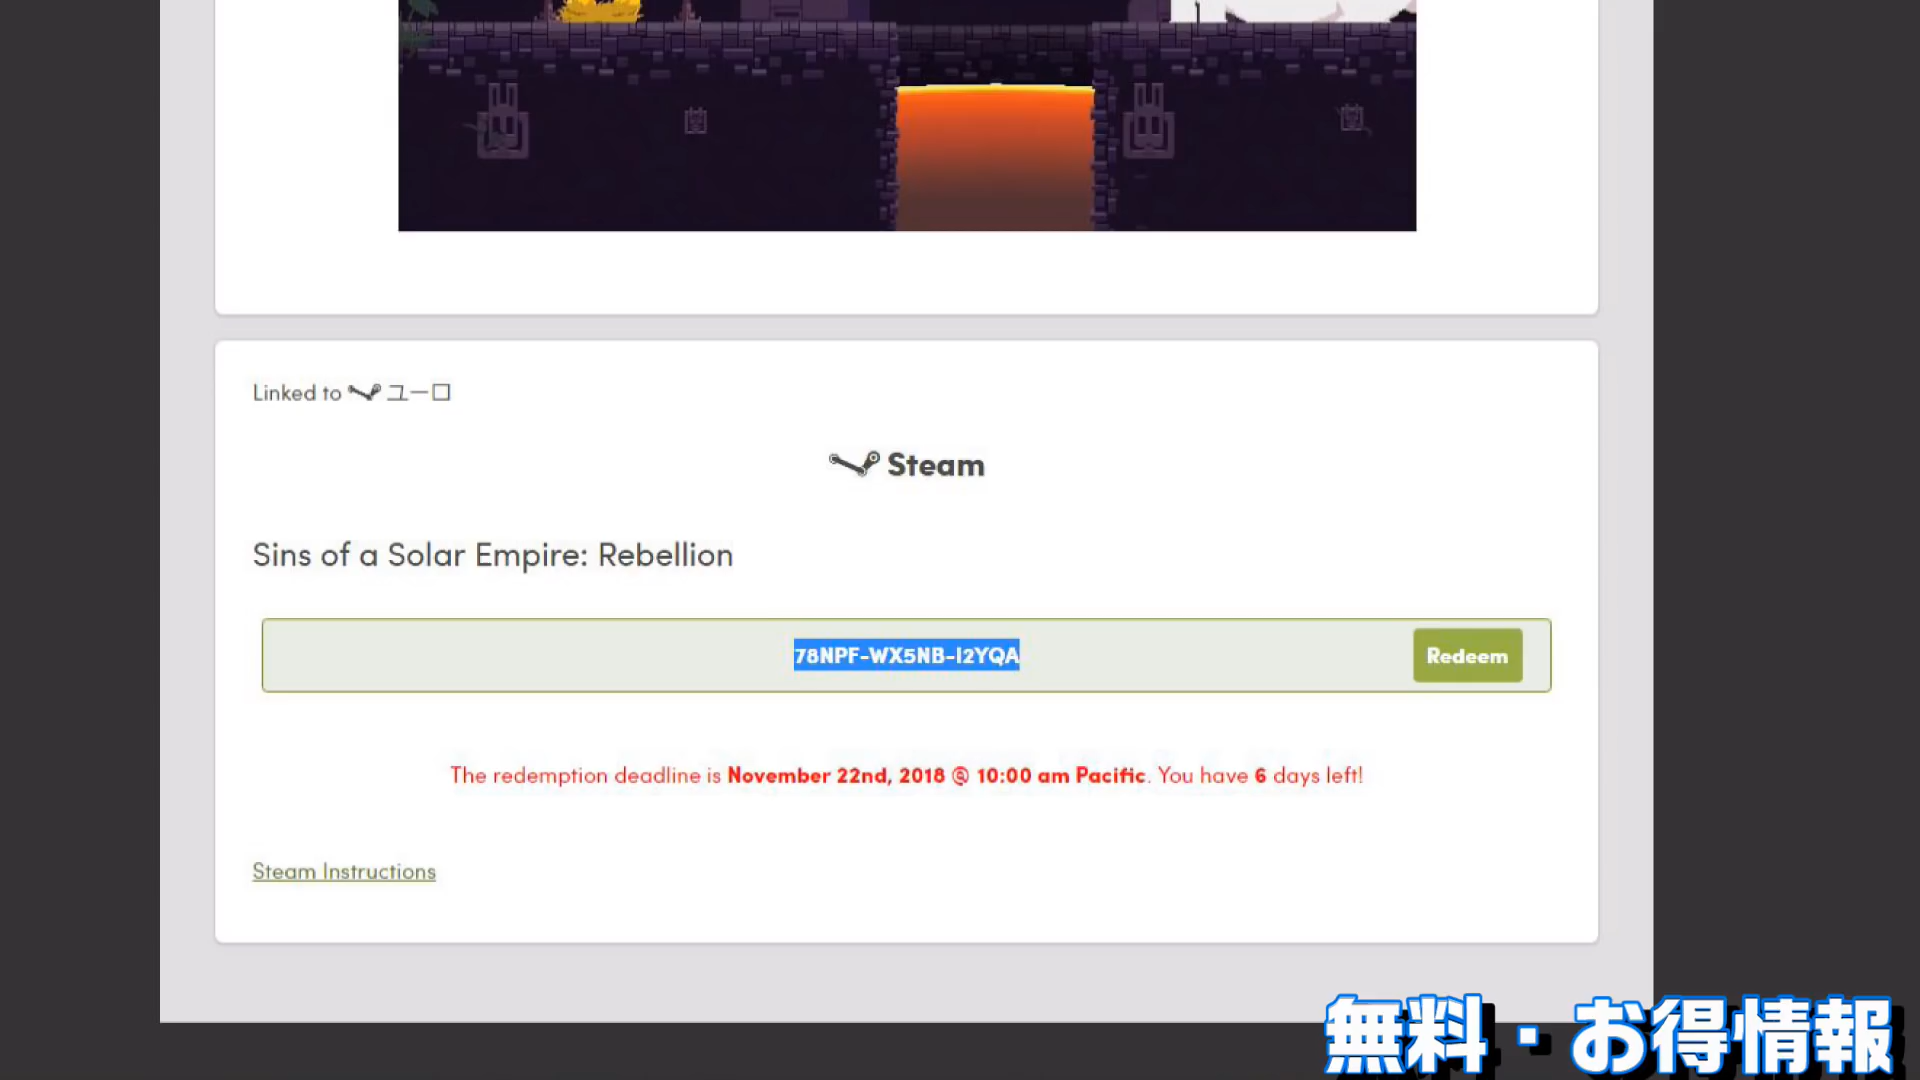 Linked to ユーロ
Steam
Sins of a Solar Empire: Rebellion
78NPF-WX5NB-I2YQA
Redeem
The redemption deadline is November 22nd, 2018 @ 10:00 am Pacific. You have 6 days left!
Steam Instructions
無料・お得情報